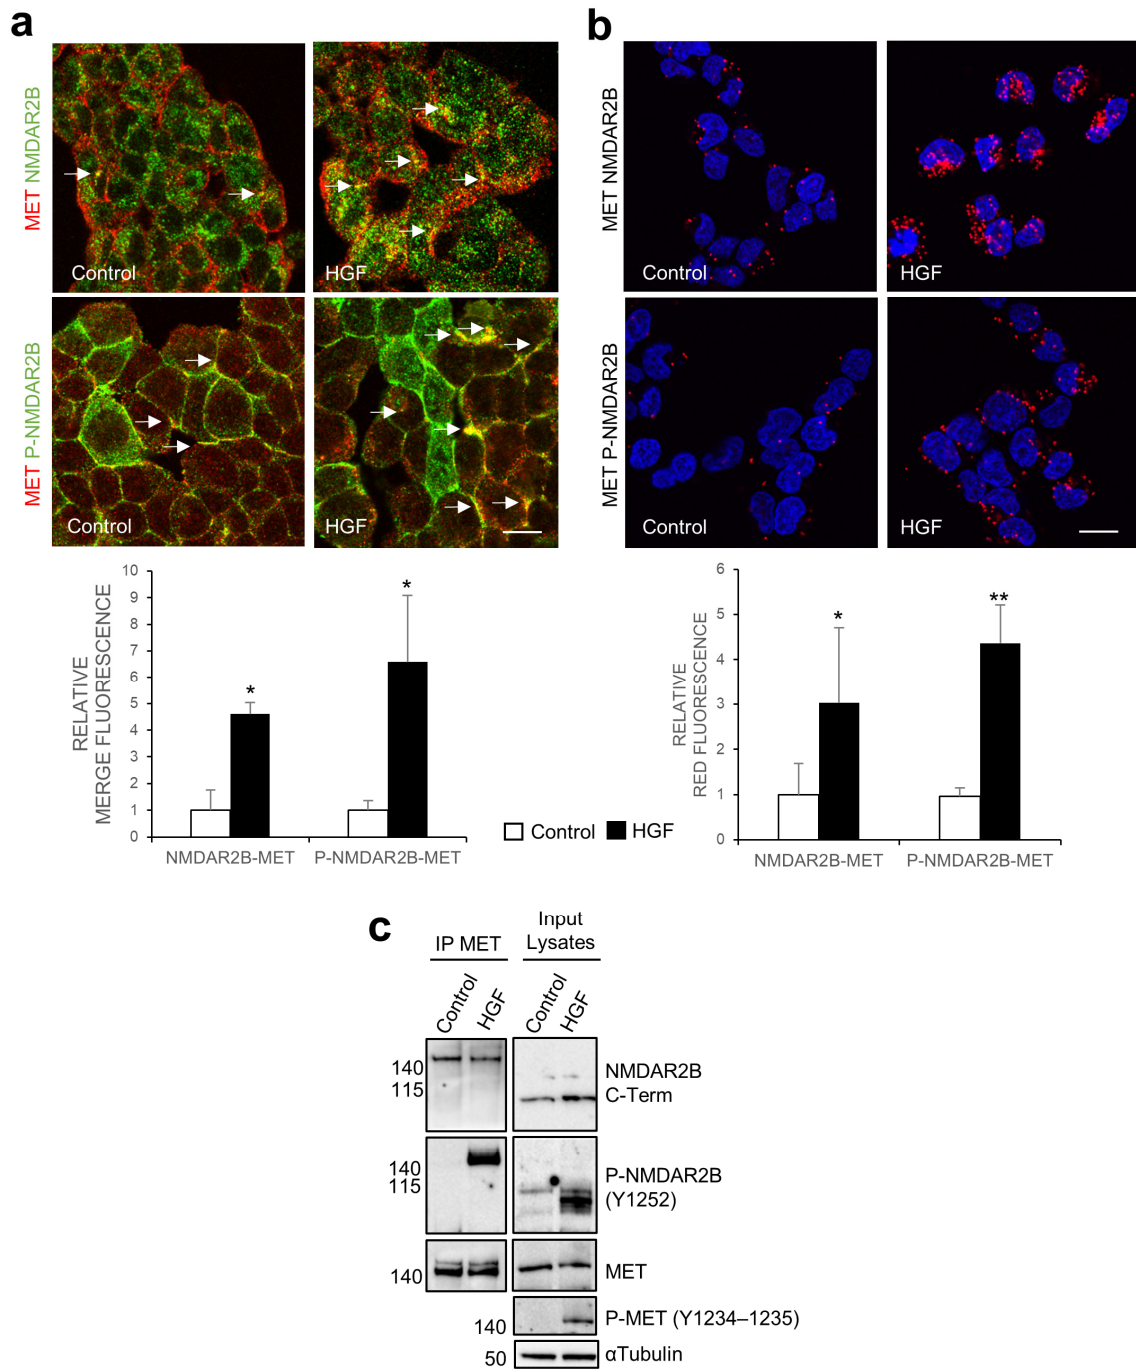 a
b
MET NMDAR2B
Control
HGF
MET P-NMDAR2B
Control
HGF
MET NMDAR2B
Control
HGF
MET P-NMDAR2B
Control
HGF
RELATIVE
MERGE FLUORESCENCE
10
9
8
7
6
5
4
3
2
1
0
*
*
NMDAR2B-MET
P-NMDAR2B-MET
Control
HGF
RELATIVE
RED FLUORESCENCE
6
5
4
3
2
1
0
*
**
NMDAR2B-MET
P-NMDAR2B-MET
c
IP MET
Input
Lysates
Control
HGF
Control
HGF
140
115
NMDAR2B
C-Term
140
115
P-NMDAR2B
(Y1252)
140
MET
140
P-MET (Y1234–1235)
50
αTubulin